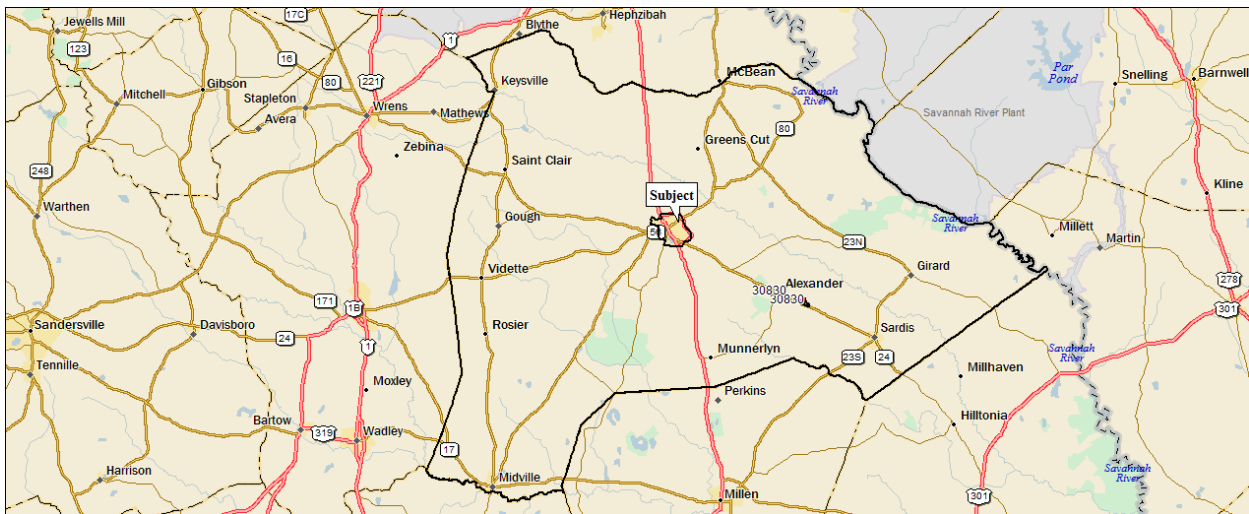 17C
Hephzibah
Jewells Mill
Blythe
1
123
16
McBean
Par
Pond
Snelling
Barnwell
80
221
Gibson
Keysville
Savannah
River
Mitchell
Stapleton
Wrens
Mathews
Savannah River Plant
Avera
80
Zebina
Greens Cut
Saint Clair
248
Kline
Subject
Warthen
Gough
Savannah
River
Millett
56
23N
Martin
Vidette
Girard
278
30830
Alexander
30830
171
1B
301
Sandersville
Davisboro
Rosier
Sardis
24
1
Munnerlyn
23S
24
Savannah
River
Tennille
Moxley
Millhaven
Perkins
Bartow
319
Wadley
17
Hilltonia
Harrison
Midville
Savannah
River
Millen
301